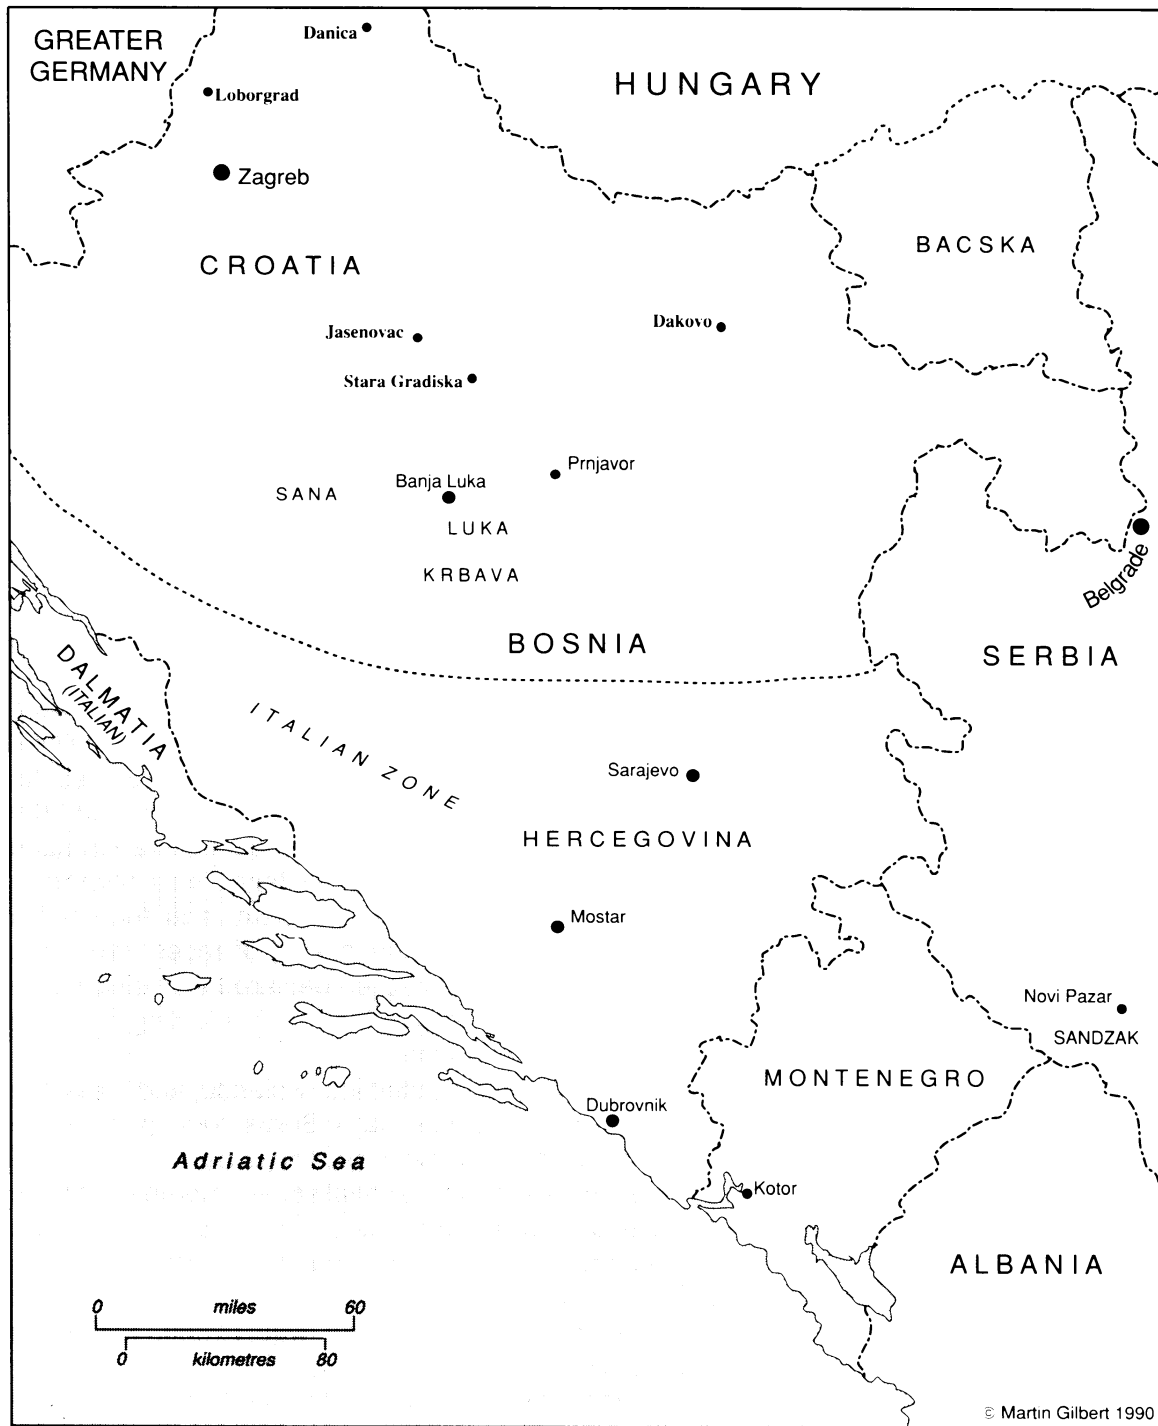 GREATER
GERMANY
Danica
HUNGARY
Loborgrad
Zagreb
BACSKA
CROATIA
Jasenovac
Dakovo
Stara Gradiska
Prnjavor
Banja Luka
SANA
LUKA
KRBAVA
Belgrade
BOSNIA
SERBIA
DALMATIA
(ITALIAN)
ITALIAN ZONE
Sarajevo
HERCEGOVINA
Mostar
Novi Pazar
SANDZAK
MONTENEGRO
Dubrovnik
Adriatic Sea
Kotor
ALBANIA
0 miles 60
0 kilometres 80
© Martin Gilbert 1990